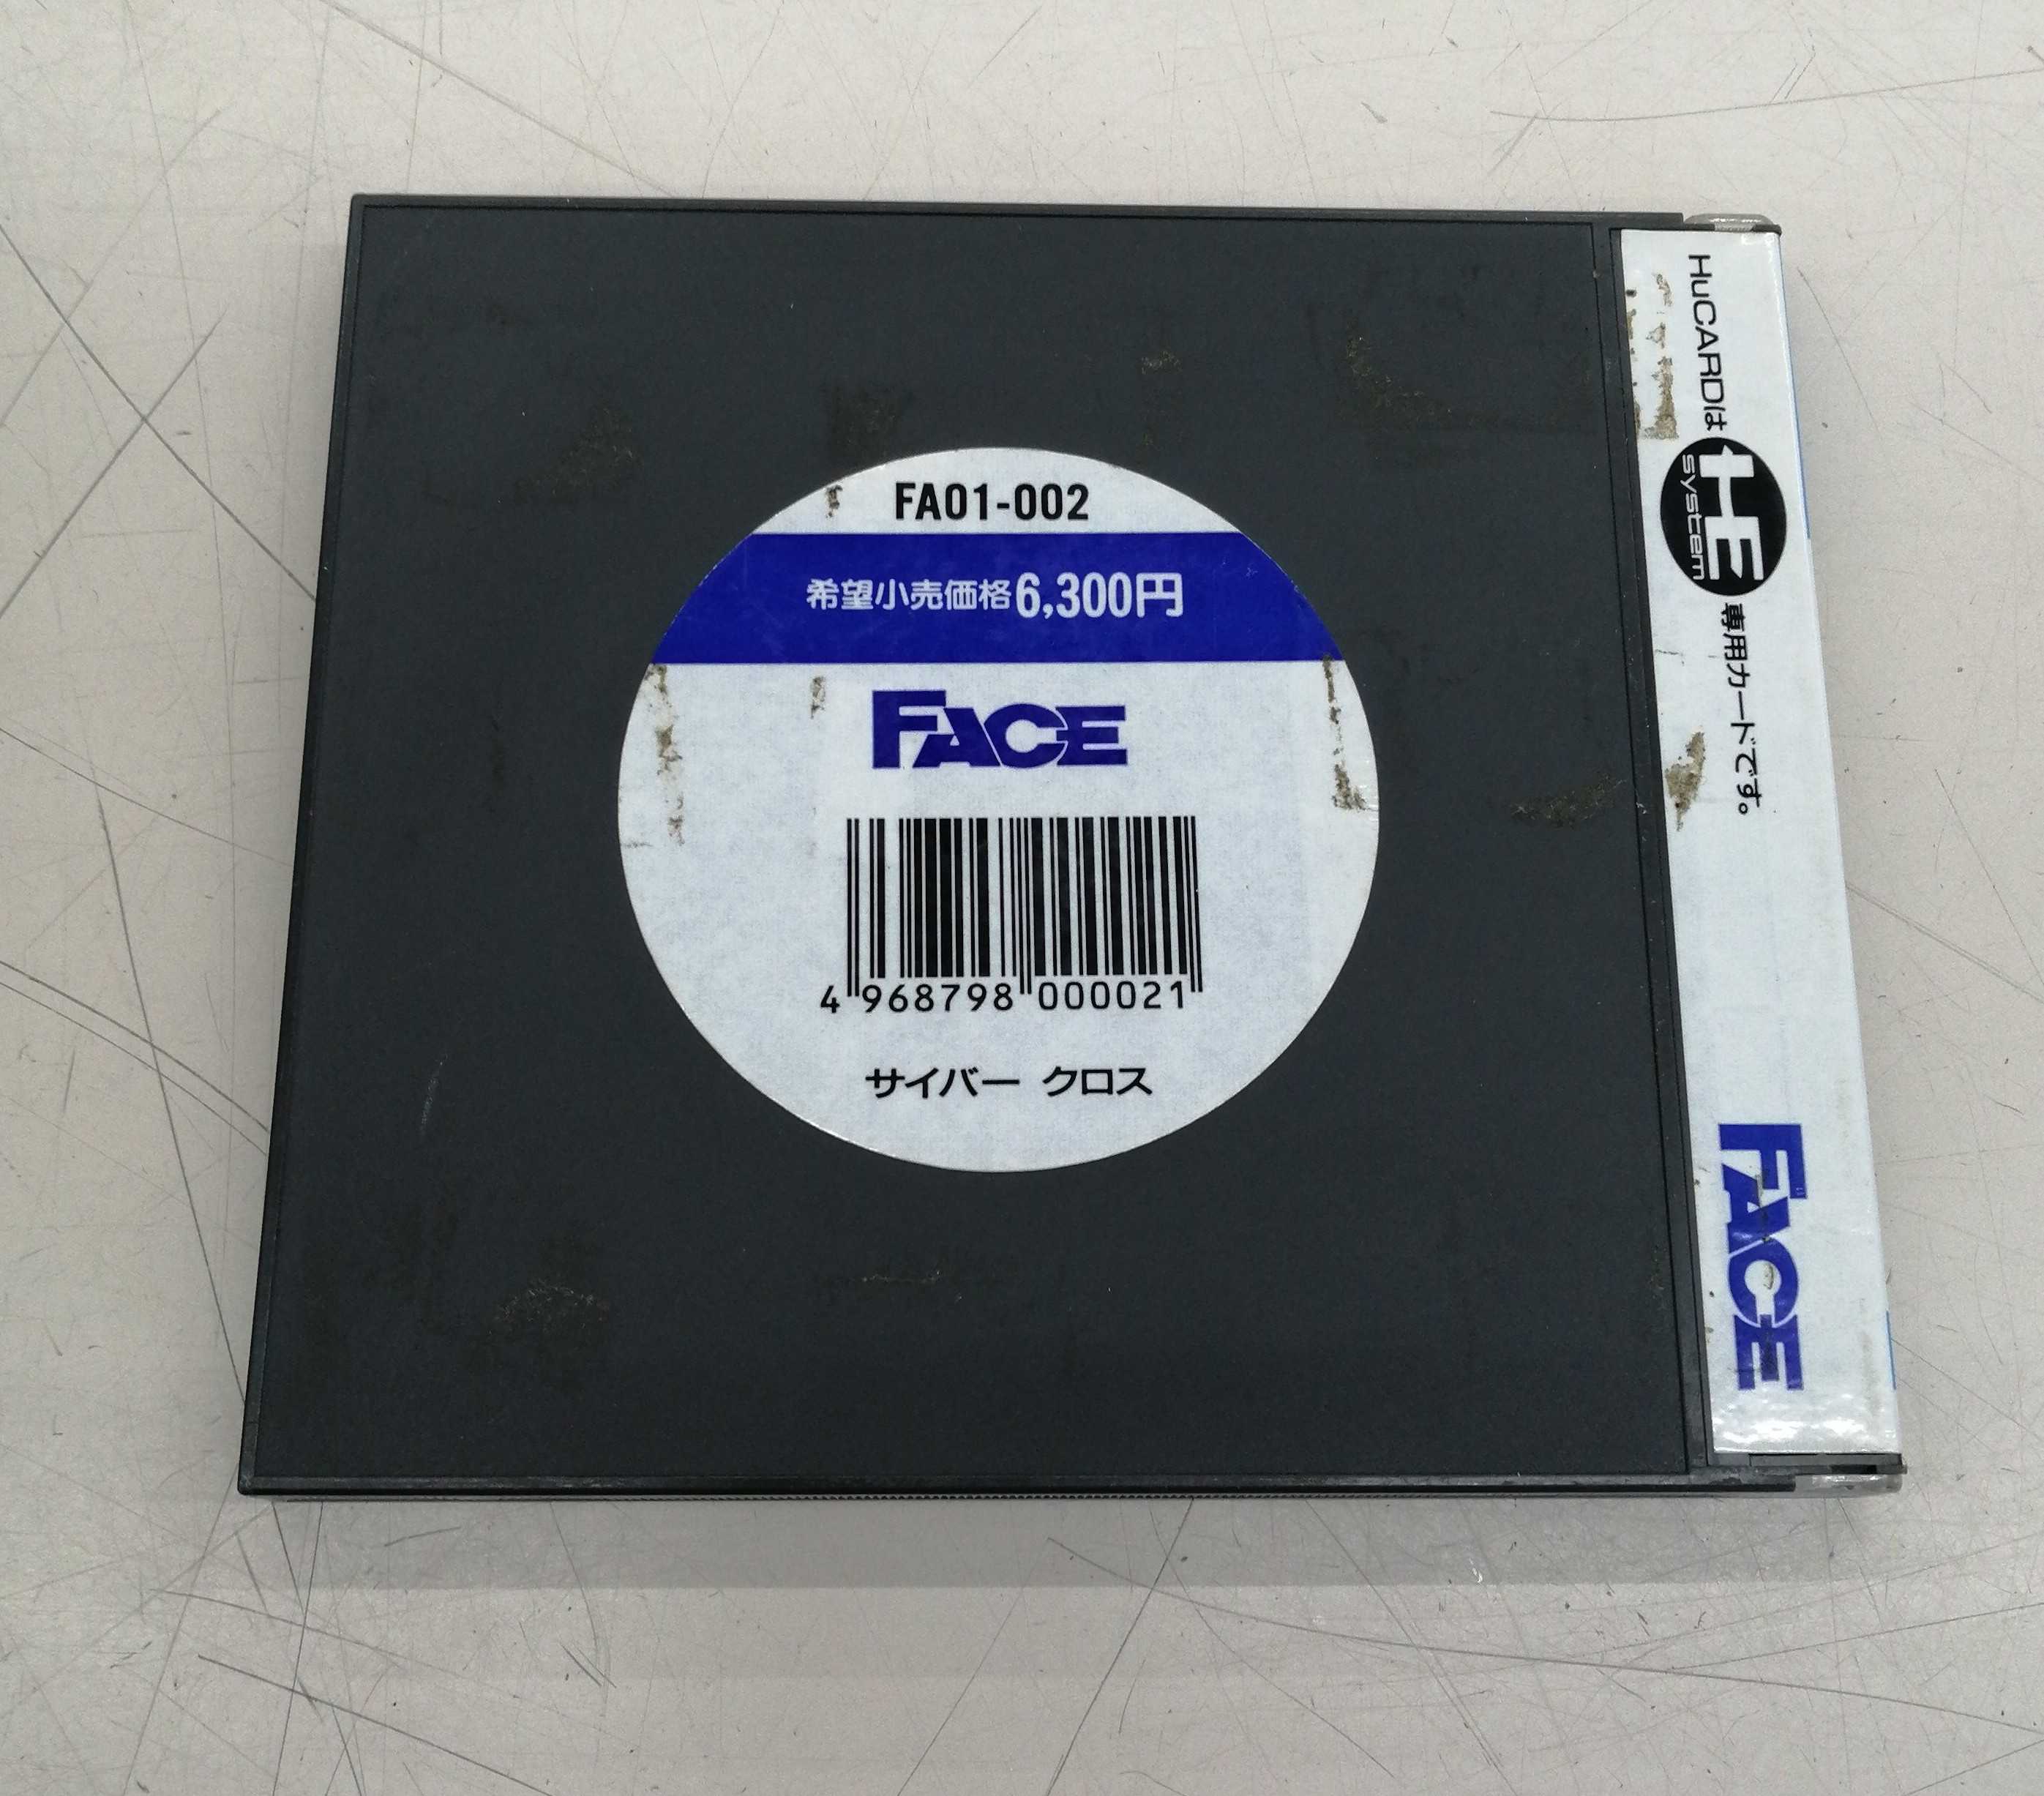 FA01-002
希望小売価格6,300円
FACE
4 968798 000021
サイバー クロス
HuCARDは HE system 専用カードです。
FACE